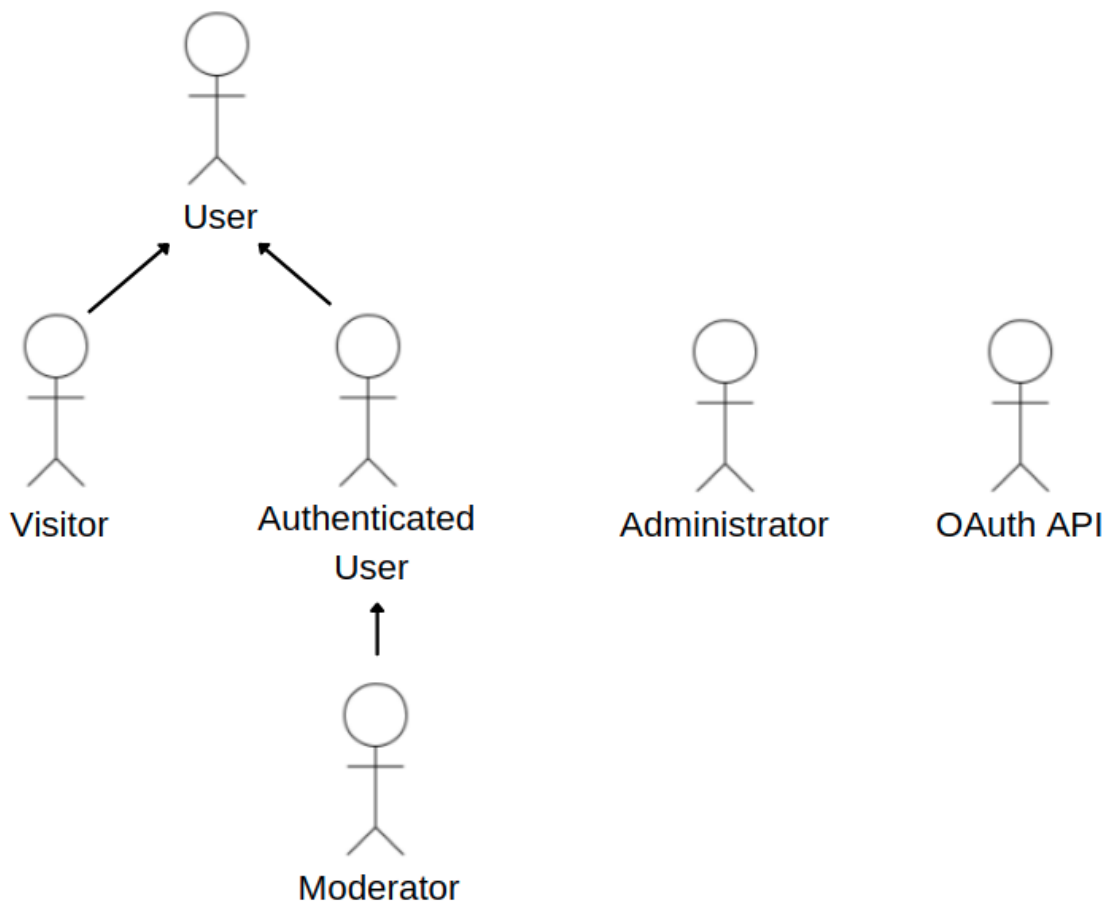 User
Visitor
Authenticated
User
Administrator
OAuth API
Moderator